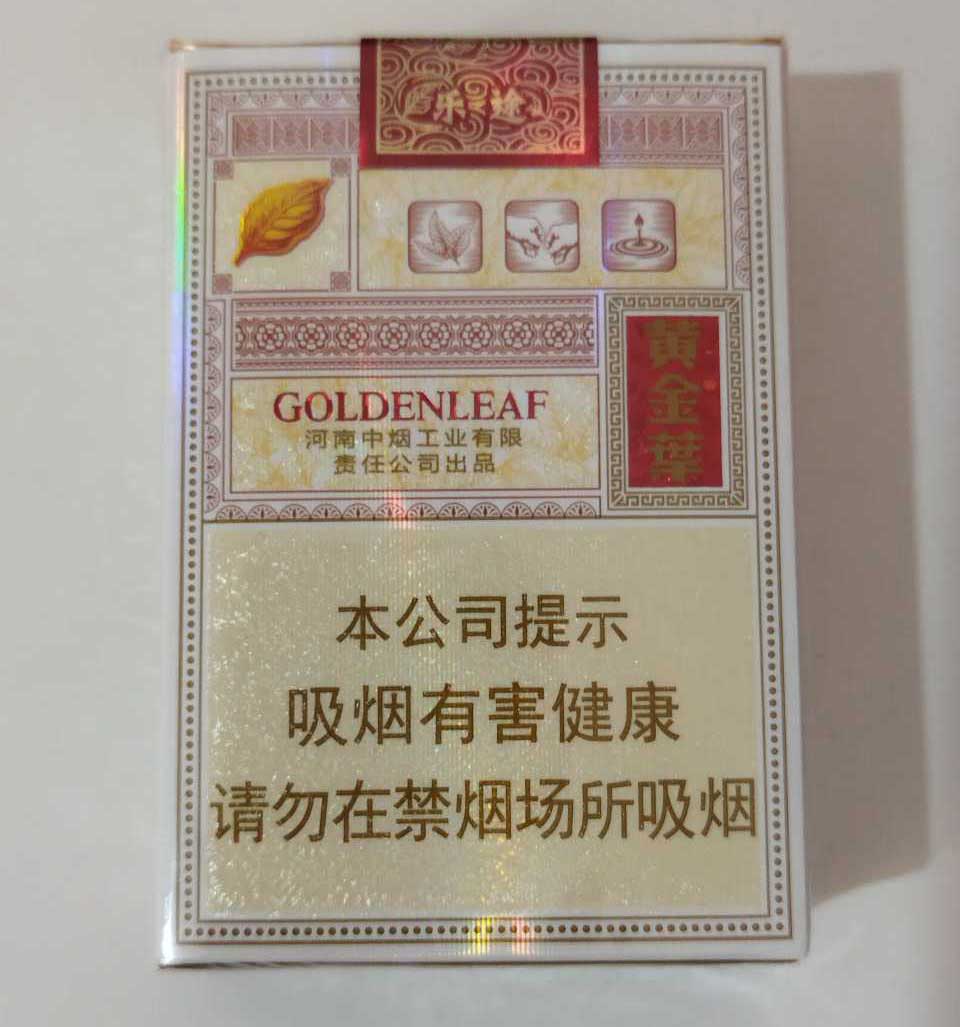 乐之途
GOLDENLEAF
河南中烟工业有限
责任公司出品
黄金葉
本公司提示
吸烟有害健康
请勿在禁烟场所吸烟